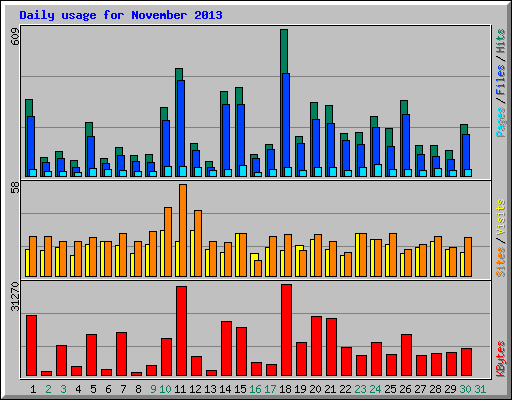 Daily usage for November 2013
609
Pages / Files / Hits
58
Sites / Visits
31270
KBytes
1 2 3 4 5 6 7 8 9 10 11 12 13 14 15 16 17 18 19 20 21 22 23 24 25 26 27 28 29 30 31